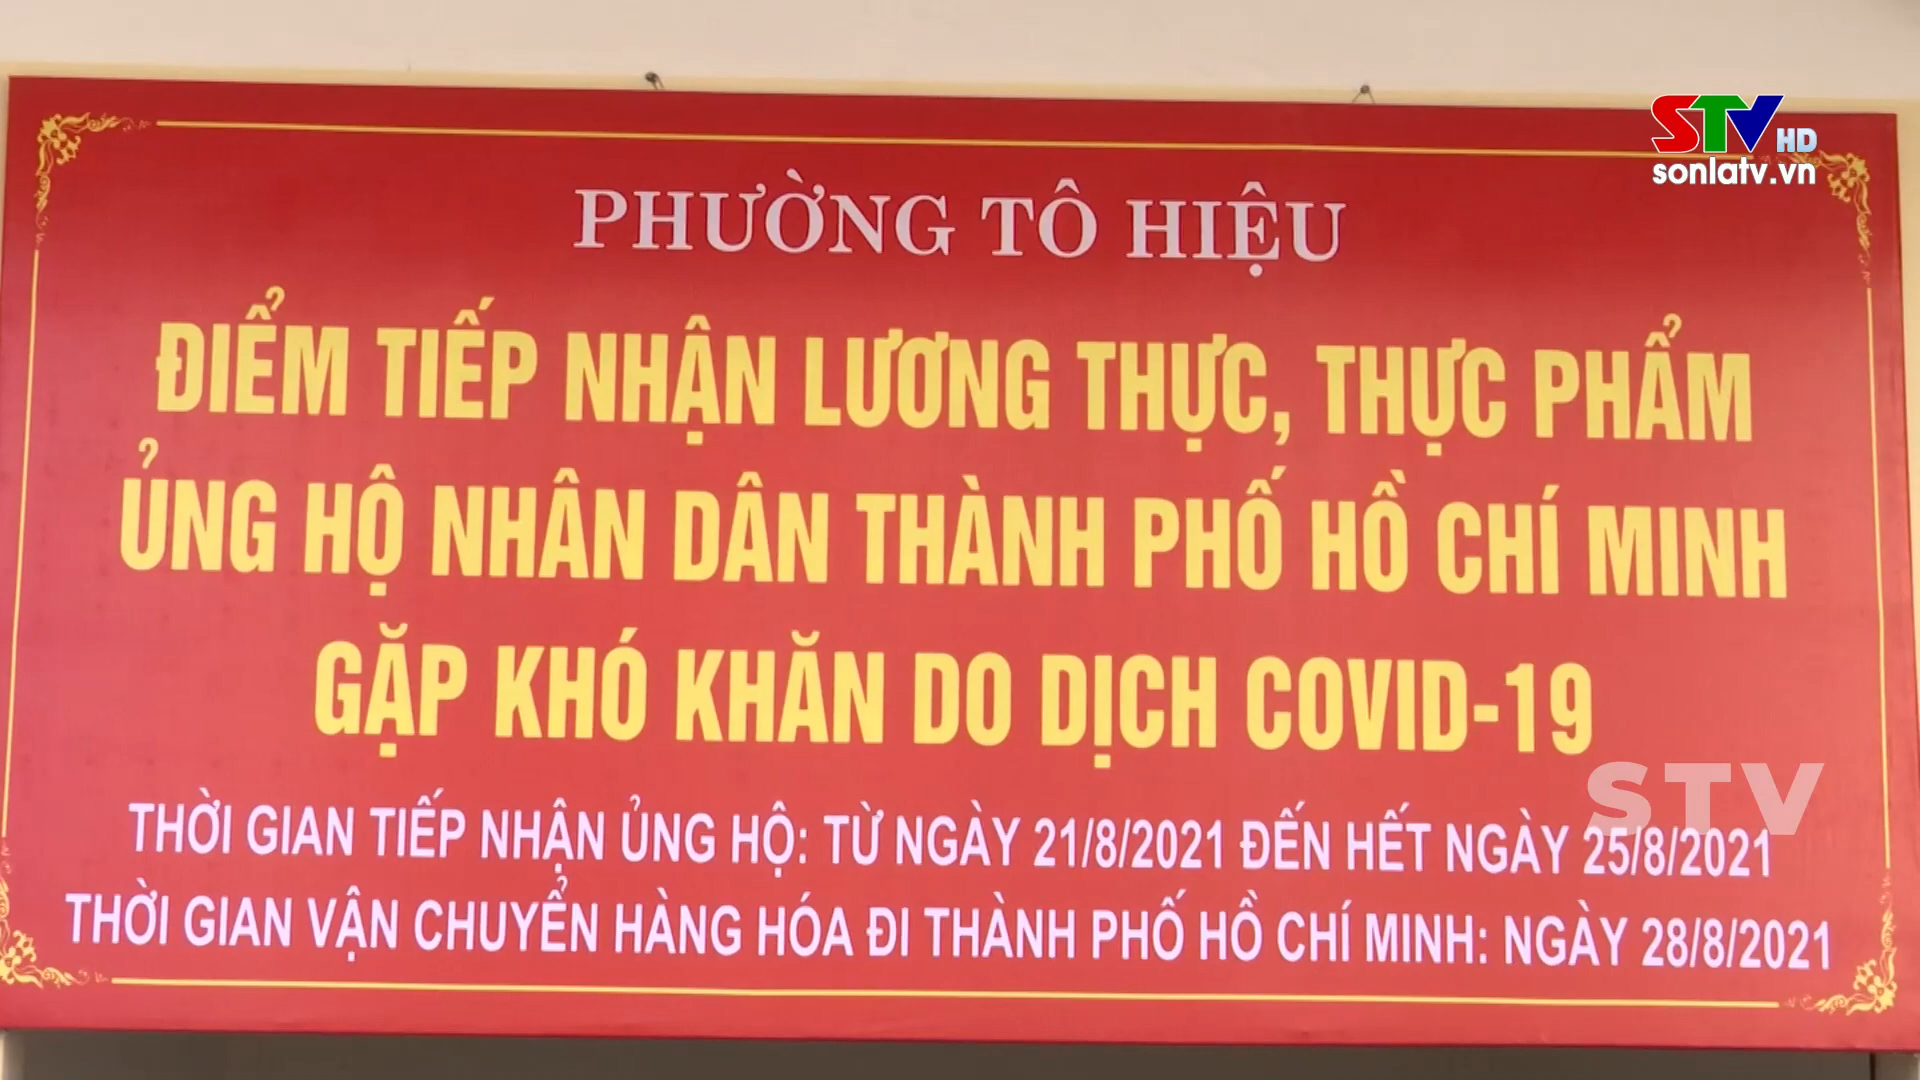 STV HD
sonlatv.vn
PHƯỜNG TÔ HIỆU
ĐIỂM TIẾP NHẬN LƯƠNG THỰC, THỰC PHẨM
ỦNG HỘ NHÂN DÂN THÀNH PHỐ HỒ CHÍ MINH
GẶP KHÓ KHĂN DO DỊCH COVID-19
STV
THỜI GIAN TIẾP NHẬN ỦNG HỘ: TỪ NGÀY 21/8/2021 ĐẾN HẾT NGÀY 25/8/2021
THỜI GIAN VẬN CHUYỂN HÀNG HÓA ĐI THÀNH PHỐ HỒ CHÍ MINH: NGÀY 28/8/2021